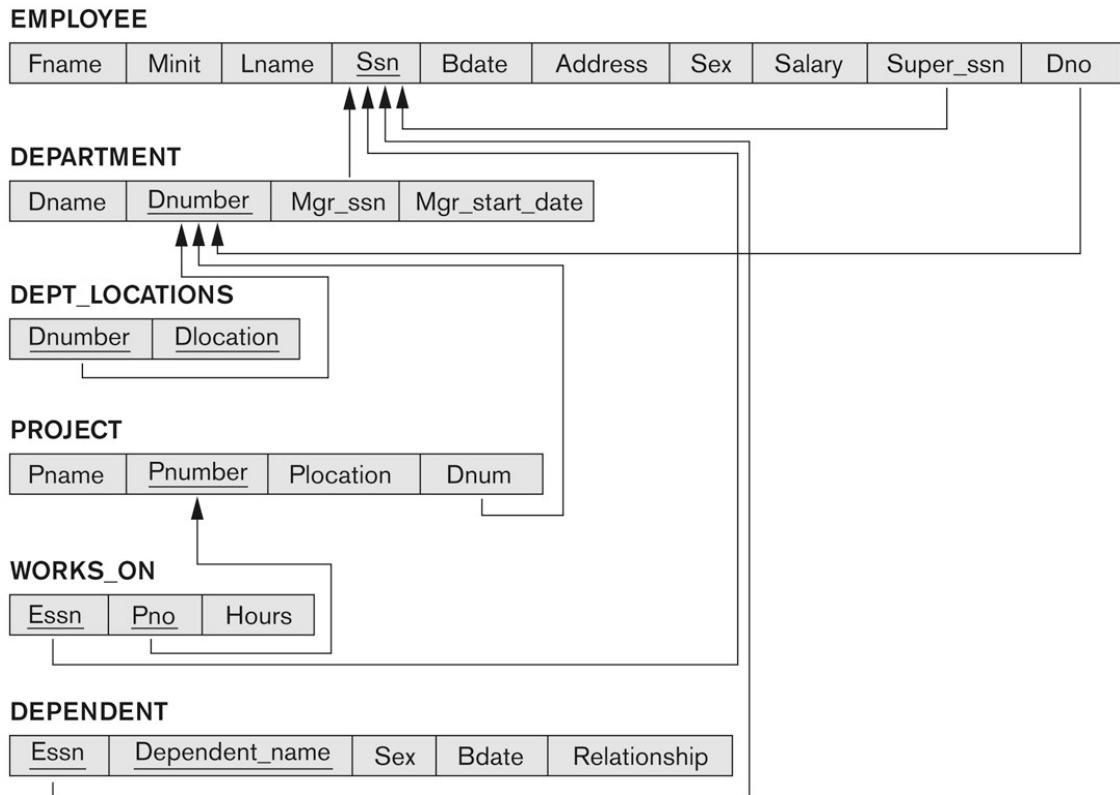 EMPLOYEE
Fname Minit Lname Ssn Bdate Address Sex Salary Super_ssn Dno
DEPARTMENT
Dname Dnumber Mgr_ssn Mgr_start_date
DEPT_LOCATIONS
Dnumber Dlocation
PROJECT
Pname Pnumber Plocation Dnum
WORKS_ON
Essn Pno Hours
DEPENDENT
Essn Dependent_name Sex Bdate Relationship